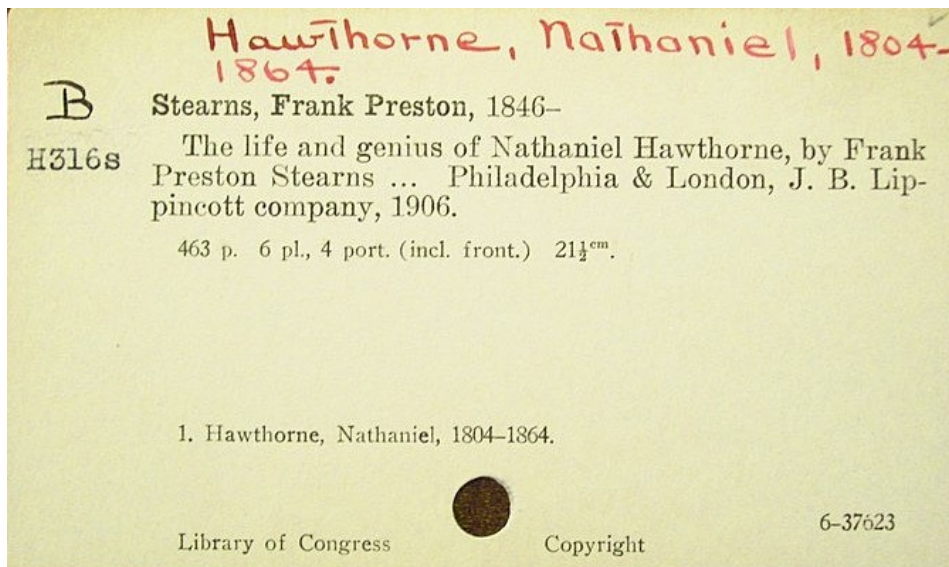 Hawthorne, Nathaniel, 1804-
1864.
B
Stearns, Frank Preston, 1846–
H316s
The life and genius of Nathaniel Hawthorne, by Frank
Preston Stearns ... Philadelphia & London, J. B. Lip-
pincott company, 1906.
463 p. 6 pl., 4 port. (incl. front.) 21½ᶜᵐ.
1. Hawthorne, Nathaniel, 1804–1864.
6–37623
Library of Congress Copyright